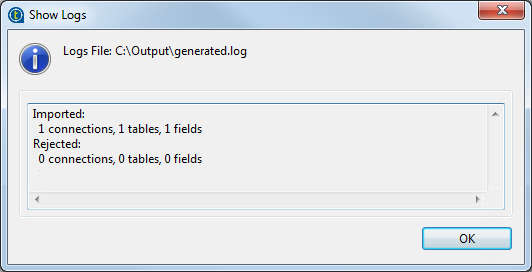 Show Logs
Logs File: C:\Output\generated.log
Imported:
1 connections, 1 tables, 1 fields
Rejected:
0 connections, 0 tables, 0 fields
OK